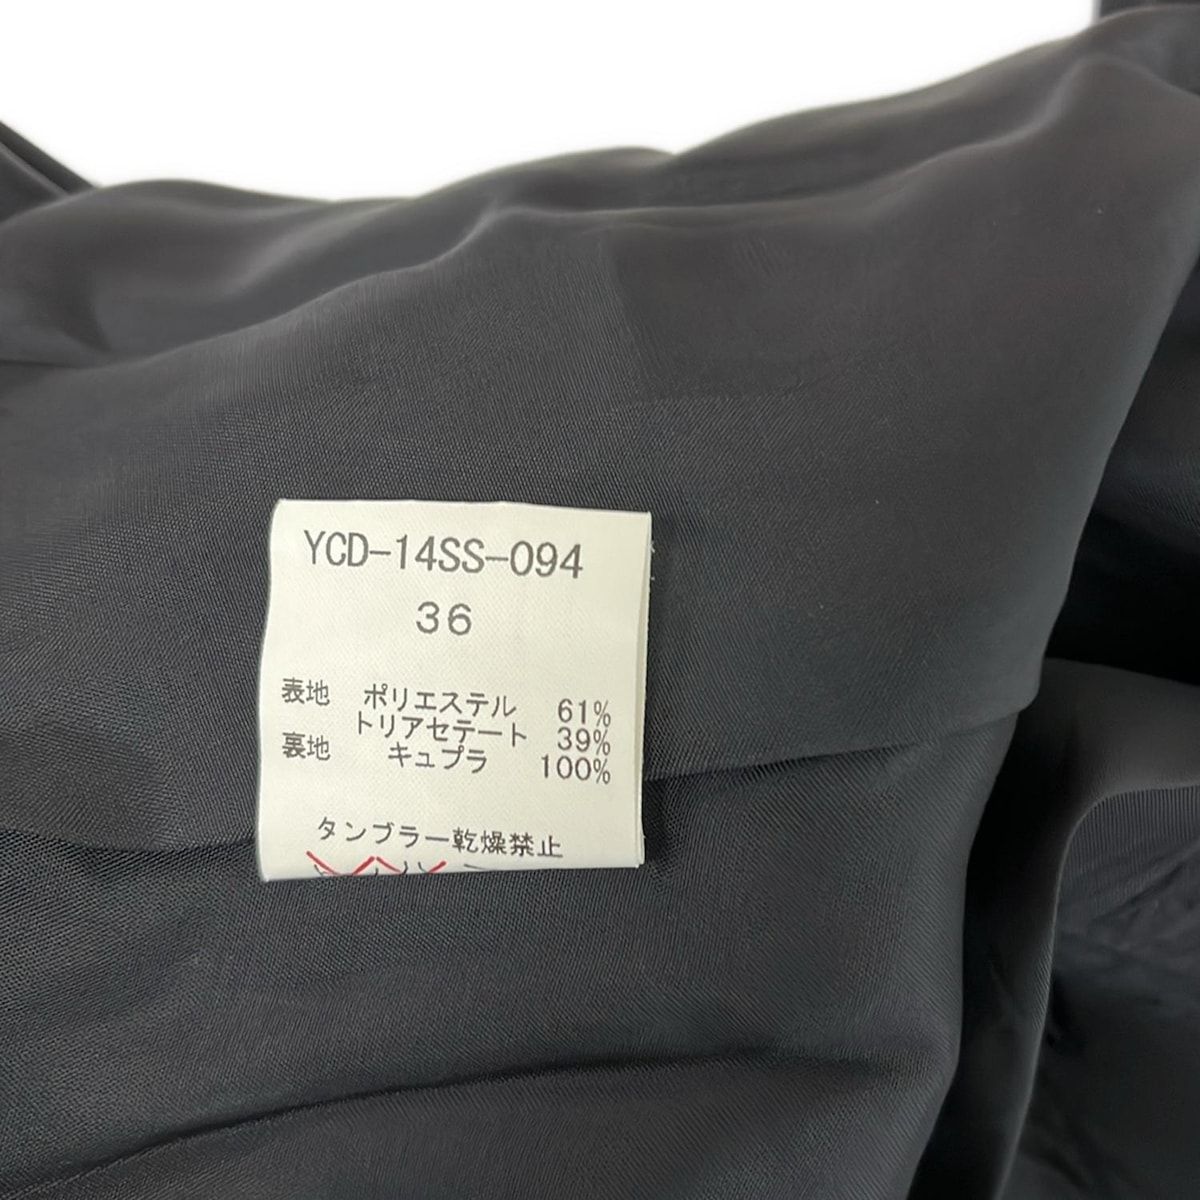 YCD-14SS-094
36
表地 ポリエステル 61%
トリアセテート 39%
裏地 キュプラ 100%
タンブラー乾燥禁止